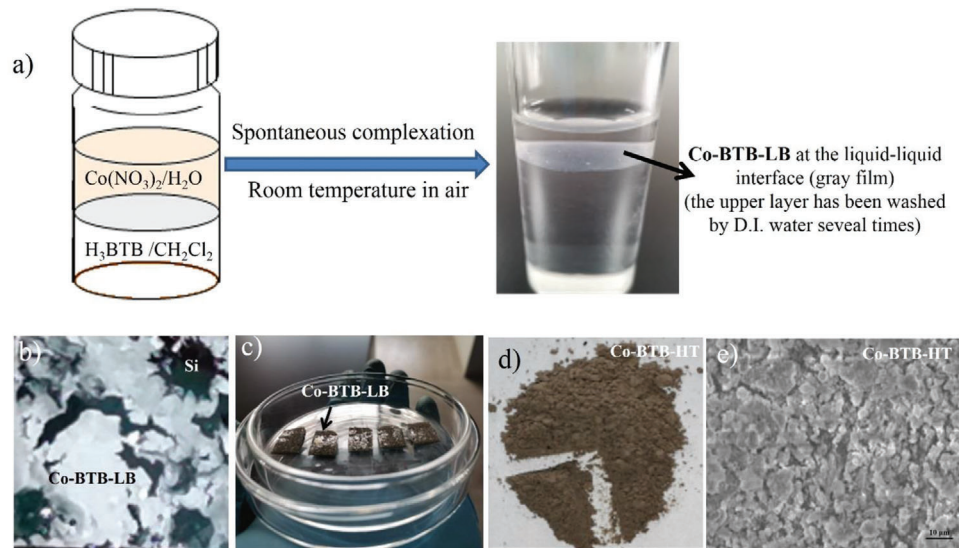 a)
Co(NO3)2/H2O
H3BTB /CH2Cl2
Spontaneous complexation
Room temperature in air
Co-BTB-LB at the liquid-liquid
interface (gray film)
(the upper layer has been washed
by D.I. water seveal times)
b)
Si
Co-BTB-LB
c)
Co-BTB-LB
d)
Co-BTB-HT
e)
Co-BTB-HT
10 μm